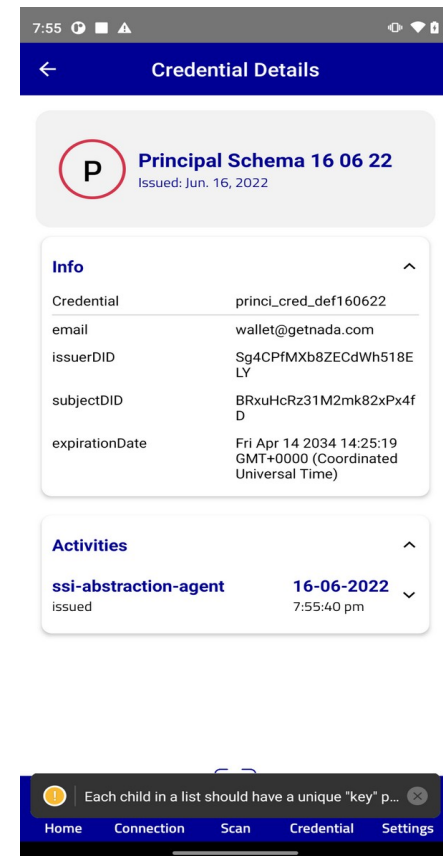 7:55
Credential Details
P
Principal Schema 16 06 22
Issued: Jun. 16, 2022
Info
Credential princi_cred_def160622
email wallet@getnada.com
issuerDID Sg4CPfMXb8ZECdWh518E
LY
subjectDID BRxuHcRz31M2mk82xPx4f
D
expirationDate Fri Apr 14 2034 14:25:19
GMT+0000 (Coordinated
Universal Time)
Activities
ssi-abstraction-agent 16-06-2022
issued 7:55:40 pm
Each child in a list should have a unique "key" p...
Home Connection Scan Credential Settings